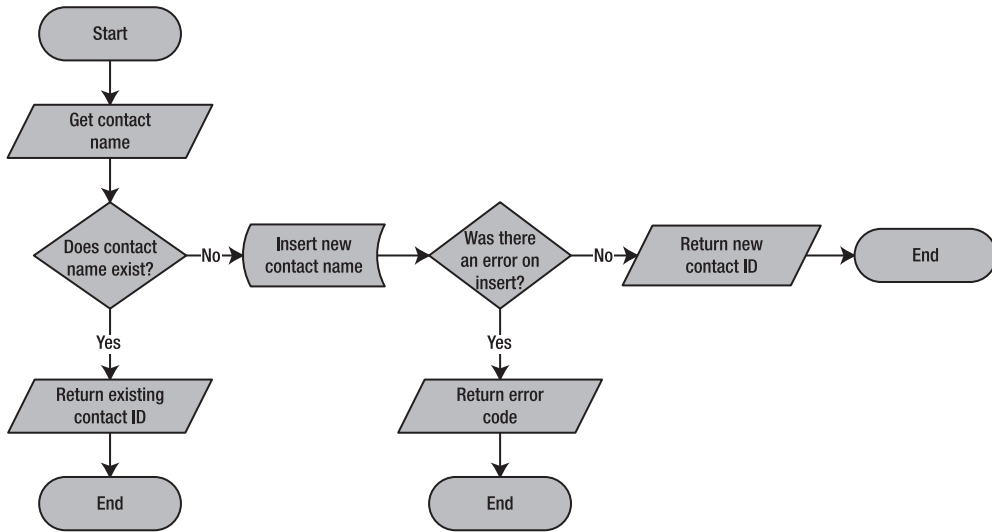 Start
Get contact
name
Does contact
name exist?
No
Insert new
contact name
Was there
an error on
insert?
No
Return new
contact ID
End
Yes
Return existing
contact ID
End
Yes
Return error
code
End